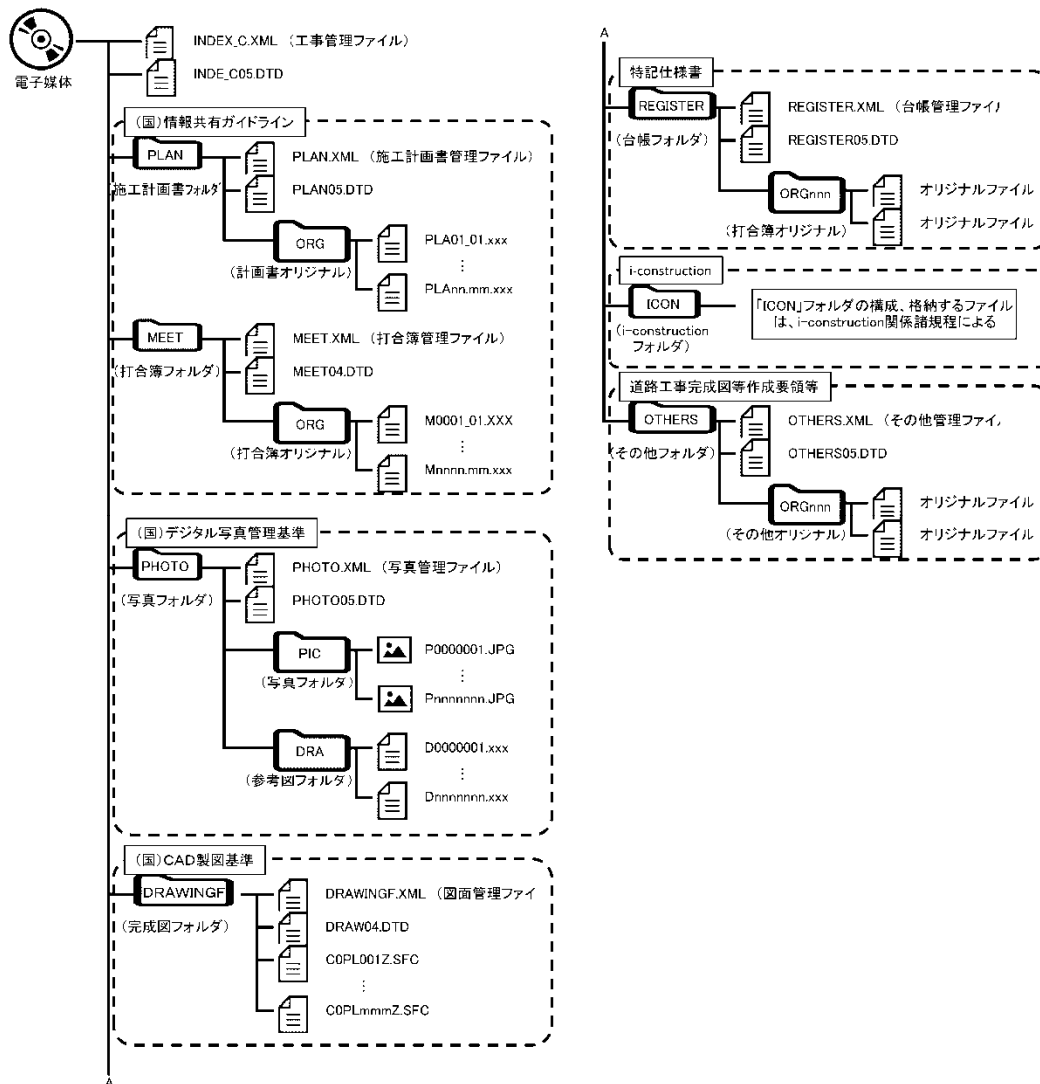 電子媒体
INDEX_C.XML (工事管理ファイル)
INDE_C05.DTD
(国)情報共有ガイドライン
PLAN
(施工計画書フォルダ
PLAN.XML (施工計画書管理ファイル)
PLAN05.DTD
ORG
(計画書オリジナル)
PLA01_01.xxx
⋮
PLAnn.mm.xxx
MEET
(打合簿フォルダ)
MEET.XML (打合簿管理ファイル)
MEET04.DTD
ORG
(打合簿オリジナル)
M0001_01.XXX
⋮
Mnnnn.mm.xxx
(国)デジタル写真管理基準
PHOTO
(写真フォルダ)
PHOTO.XML (写真管理ファイル)
PHOTO05.DTD
PIC
(写真フォルダ)
P0000001.JPG
⋮
Pnnnnnnn.JPG
DRA
(参考図フォルダ)
D0000001.xxx
⋮
Dnnnnnnn.xxx
(国)CAD製図基準
DRAWINGF
(完成図フォルダ)
DRAWINGF.XML (図面管理ファイ
DRAW04.DTD
C0PL001Z.SFC
⋮
C0PLmmmZ.SFC
A
A
特記仕様書
REGISTER
(台帳フォルダ)
REGISTER.XML (台帳管理ファイ
REGISTER05.DTD
ORGnnn
(打合簿オリジナル)
オリジナルファイル
オリジナルファイル
i-construction
ICON
(i-construction
フォルダ)
「ICON」フォルダの構成、格納するファイル
は、i-construction関係諸規程による
道路工事完成図等作成要領等
OTHERS
(その他フォルダ)
OTHERS.XML (その他管理ファイ
OTHERS05.DTD
ORGnnn
(その他オリジナル)
オリジナルファイル
オリジナルファイル